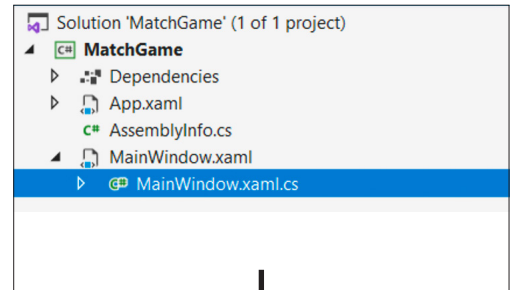 Solution 'MatchGame' (1 of 1 project)
C# MatchGame
Dependencies
App.xaml
C# AssemblyInfo.cs
MainWindow.xaml
C# MainWindow.xaml.cs